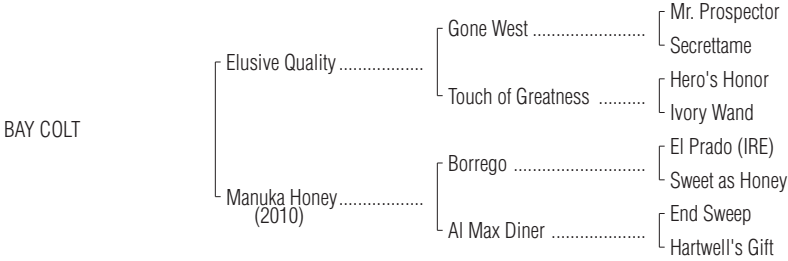 Mr. Prospector
Gone West ........................
Secrettame
Elusive Quality ..................
Hero's Honor
Touch of Greatness ..........
Ivory Wand
BAY COLT
El Prado (IRE)
Borrego ............................
Sweet as Honey
Manuka Honey ..................
(2010)
End Sweep
Al Max Diner ....................
Hartwell's Gift